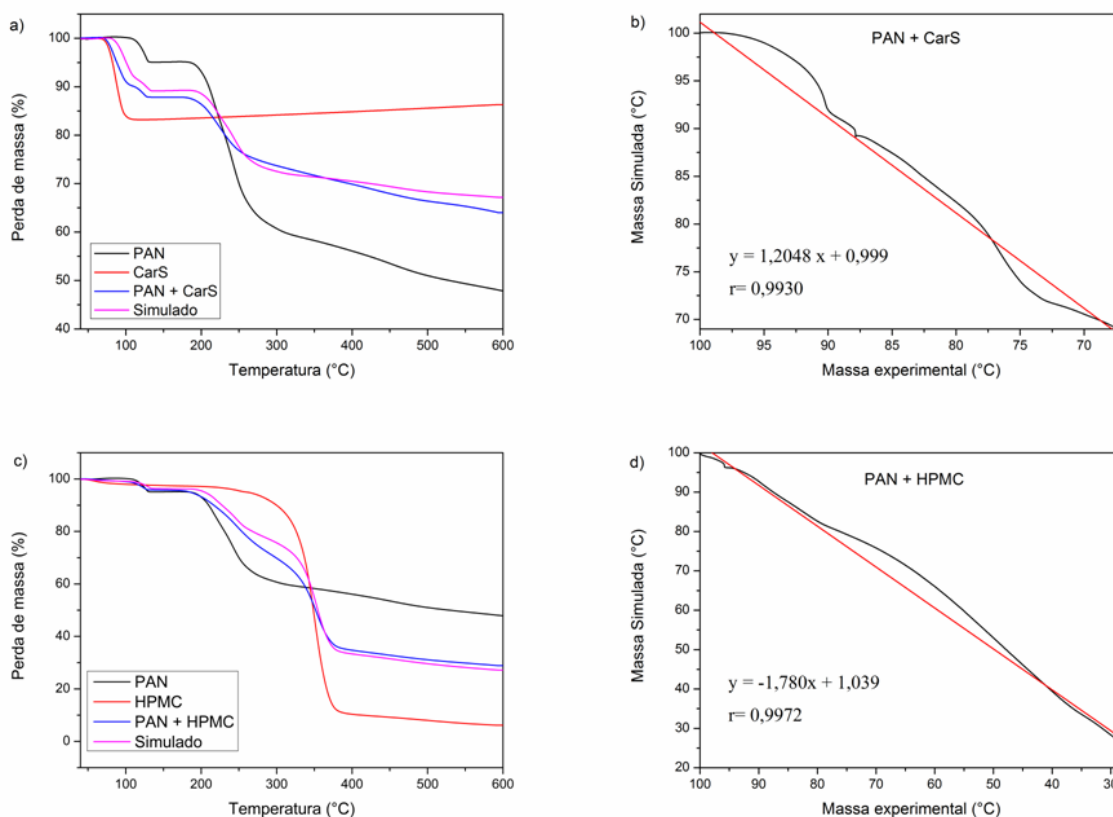 a)
Perda de massa (%)
100
90
80
70
60
50
40
PAN
CarS
PAN + CarS
Simulado
100 200 300 400 500 600
Temperatura (°C)
b)
PAN + CarS
Massa Simulada (°C)
100
95
90
85
80
75
70
y = 1,2048 x + 0,999
r= 0,9930
100 95 90 85 80 75 70
Massa experimental (°C)
c)
Perda de massa (%)
100
80
60
40
20
0
PAN
HPMC
PAN + HPMC
Simulado
100 200 300 400 500 600
Temperatura (°C)
d)
PAN + HPMC
Massa Simulada (°C)
100
90
80
70
60
50
40
30
20
y = -1,780x + 1,039
r= 0,9972
100 90 80 70 60 50 40 30
Massa experimental (°C)